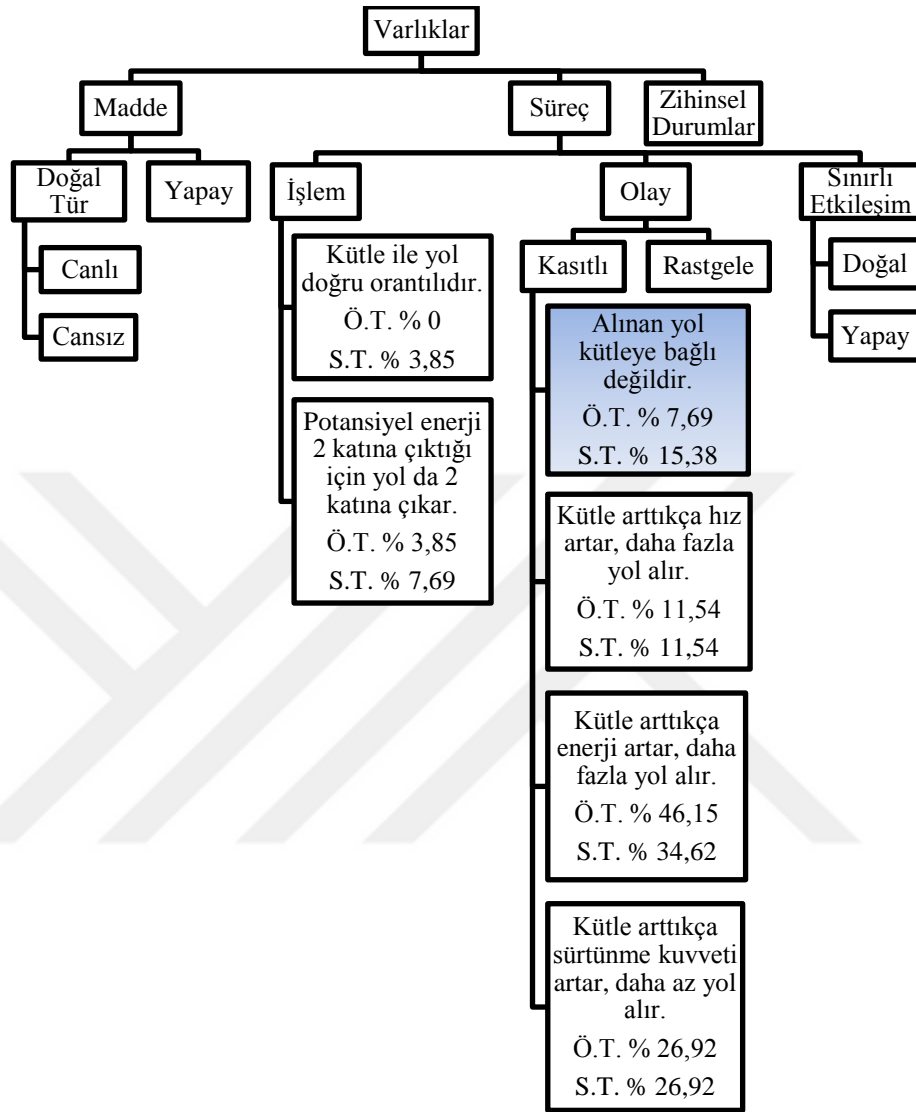 Varlıklar
Madde
Süreç
Zihinsel
Durumlar
Doğal
Tür
Yapay
İşlem
Olay
Sınırlı
Etkileşim
Canlı
Cansız
Kütle ile yol
doğru orantılıdır.
Ö.T. % 0
S.T. % 3,85
Potansiyel enerji
2 katına çıktığı
için yol da 2
katına çıkar.
Ö.T. % 3,85
S.T. % 7,69
Kasıtlı
Rastgele
Alınan yol
kütleye bağlı
değildir.
Ö.T. % 7,69
S.T. % 15,38
Kütle arttıkça hız
artar, daha fazla
yol alır.
Ö.T. % 11,54
S.T. % 11,54
Kütle arttıkça
enerji artar, daha
fazla yol alır.
Ö.T. % 46,15
S.T. % 34,62
Kütle arttıkça
sürtünme kuvveti
artar, daha az yol
alır.
Ö.T. % 26,92
S.T. % 26,92
Doğal
Yapay